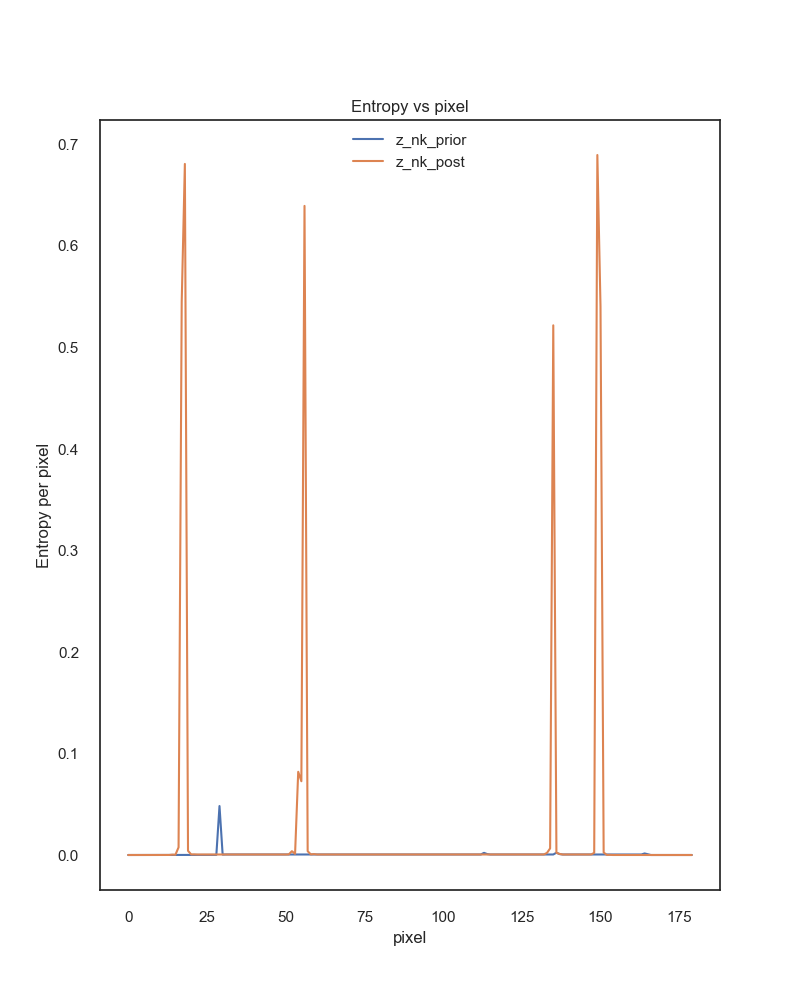 Entropy vs pixel
z_nk_prior
z_nk_post
0.7
0.6
0.5
0.4
0.3
0.2
0.1
0.0
Entropy per pixel
0 25 50 75 100 125 150 175
pixel